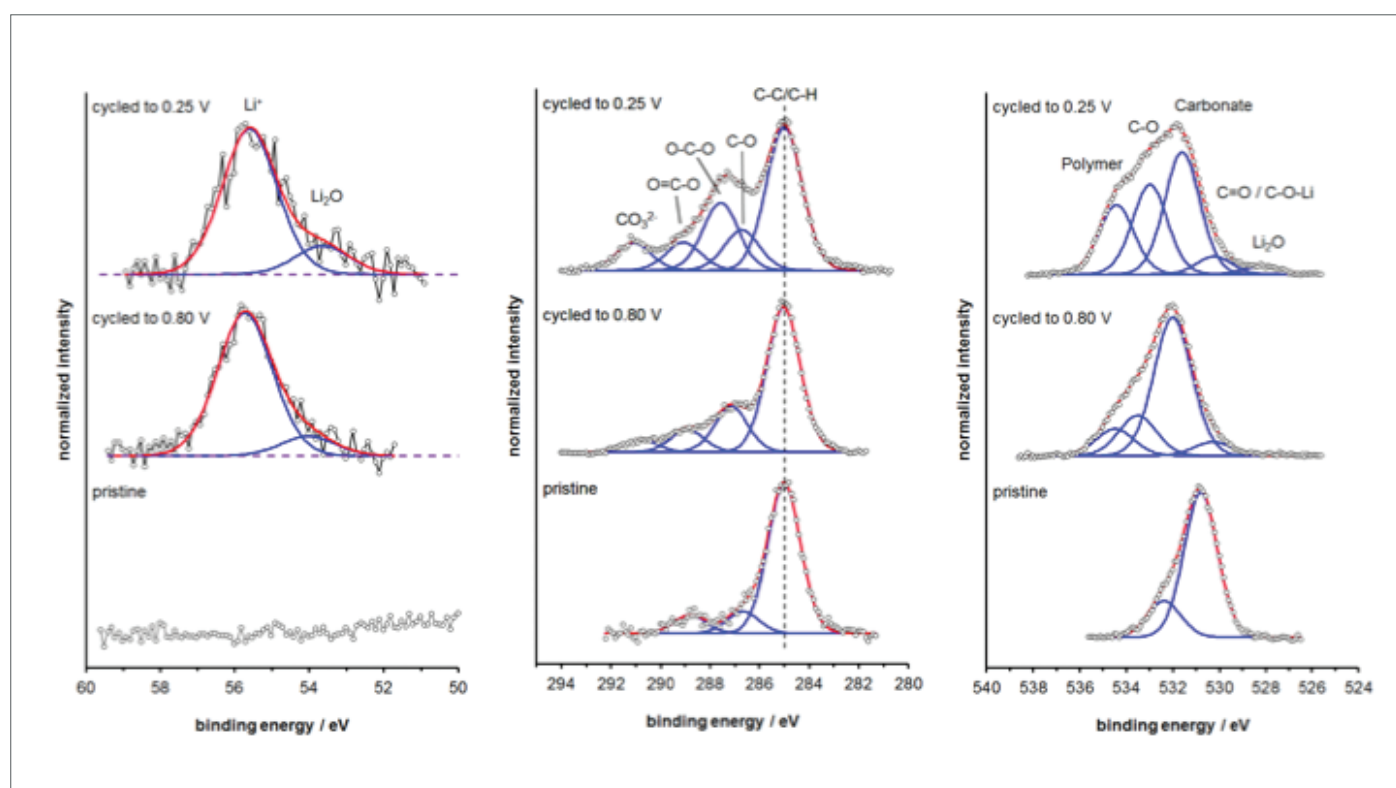 cycled to 0.25 V
Li⁺
Li₂O
cycled to 0.80 V
pristine
normalized intensity
60 58 56 54 52 50
binding energy / eV
cycled to 0.25 V
C-C/C-H
C-O
O-C-O
O=C-O
CO₃²⁻
cycled to 0.80 V
pristine
normalized intensity
294 292 290 288 286 284 282 280
binding energy / eV
cycled to 0.25 V
Carbonate
C-O
Polymer
C=O / C-O-Li
Li₂O
cycled to 0.80 V
pristine
normalized intensity
540 538 536 534 532 530 528 526 524
binding energy / eV